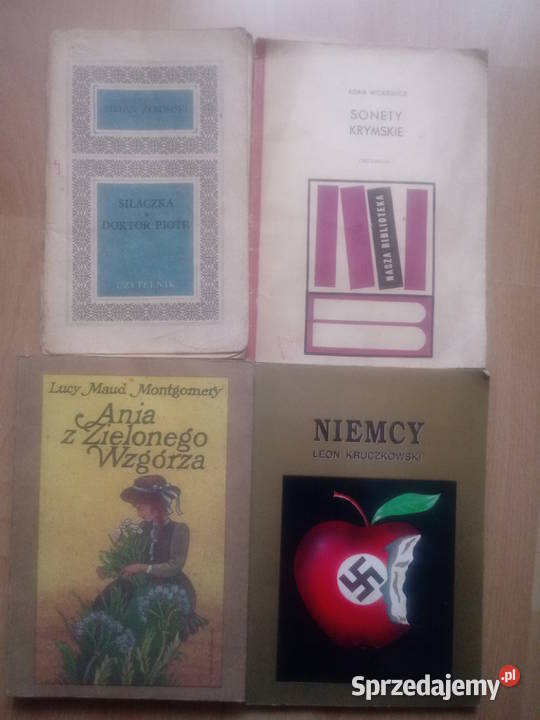 STEFAN ŻEROMSKI
SIŁACZKA
DOKTOR PIOTR
CZYTELNIK
ADAM MICKIEWICZ
SONETY
KRYMSKIE
NASZA BIBLIOTEKA
Lucy Maud Montgomery
Ania
z Zielonego
Wzgórza
NIEMCY
LEON KRUCZKOWSKI
Sprzedajemy.pl